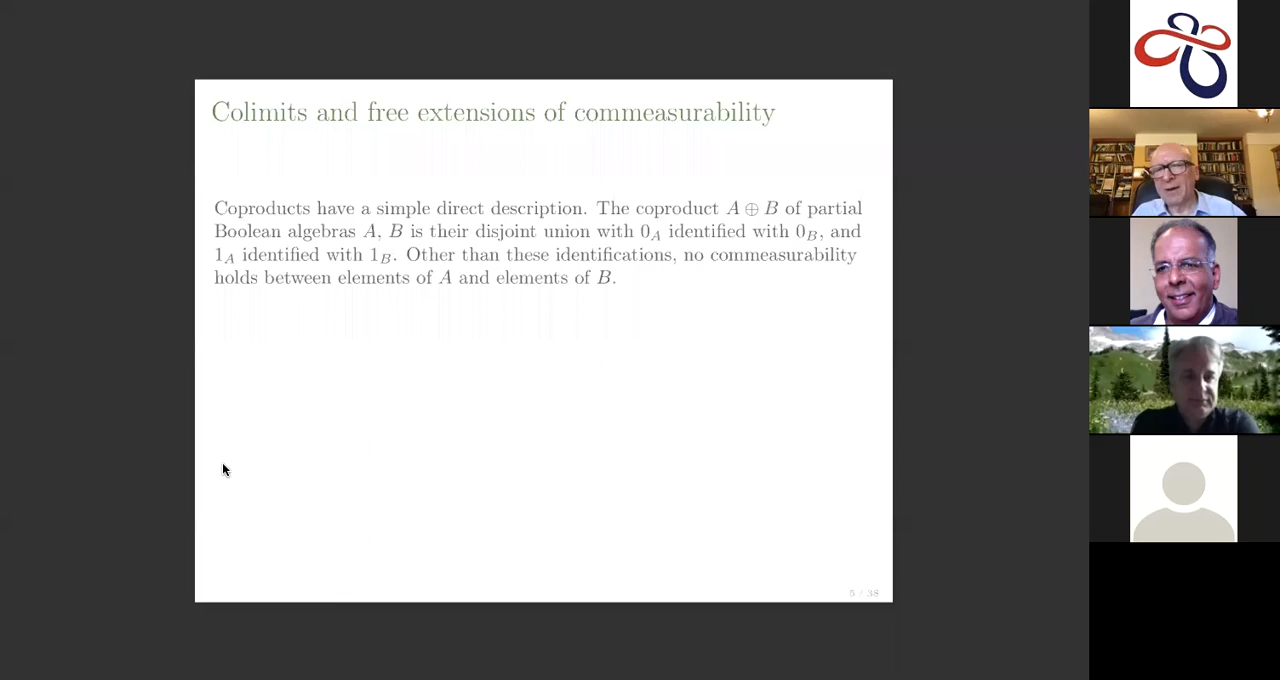 Colimits and free extensions of commeasurability
Coproducts have a simple direct description. The coproduct A ⊕ B of partial
Boolean algebras A, B is their disjoint union with 0_A identified with 0_B, and
1_A identified with 1_B. Other than these identifications, no commeasurability
holds between elements of A and elements of B.
5 / 38